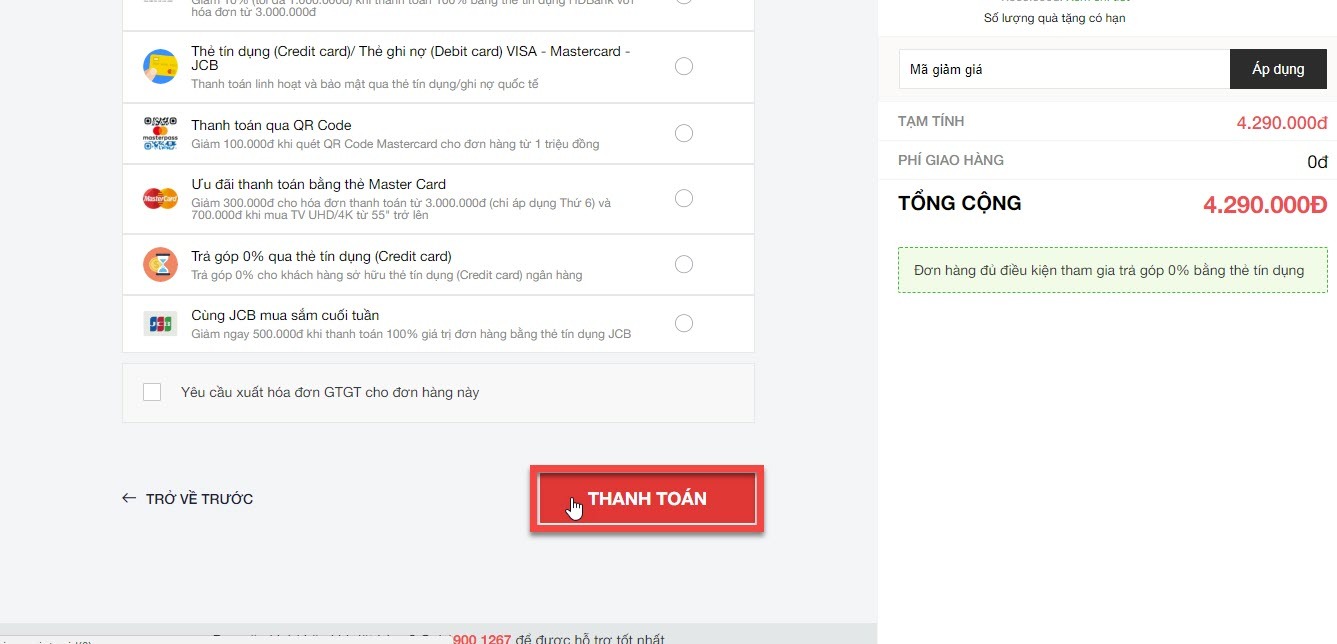 Giảm 10% (tối đa 1.000.000đ) khi thanh toán 100% bằng thẻ tín dụng HDBank với
hóa đơn từ 3.000.000đ
Thẻ tín dụng (Credit card)/ Thẻ ghi nợ (Debit card) VISA - Mastercard -
JCB
Thanh toán linh hoạt và bảo mật qua thẻ tín dụng/ghi nợ quốc tế
masterpass
Thanh toán qua QR Code
Giảm 100.000đ khi quét QR Code Mastercard cho đơn hàng từ 1 triệu đồng
MasterCard
Ưu đãi thanh toán bằng thẻ Master Card
Giảm 300.000đ cho hóa đơn thanh toán từ 3.000.000đ (chỉ áp dụng Thứ 6) và
700.000đ khi mua TV UHD/4K từ 55" trở lên
Trả góp 0% qua thẻ tín dụng (Credit card)
Trả góp 0% cho khách hàng sở hữu thẻ tín dụng (Credit card) ngân hàng
JCB
Cùng JCB mua sắm cuối tuần
Giảm ngay 500.000đ khi thanh toán 100% giá trị đơn hàng bằng thẻ tín dụng JCB
Yêu cầu xuất hóa đơn GTGT cho đơn hàng này
← TRỞ VỀ TRƯỚC
THANH TOÁN
900 1267 để được hỗ trợ tốt nhất
Số lượng quà tặng có hạn
Mã giảm giá
Áp dụng
TẠM TÍNH 4.290.000đ
PHÍ GIAO HÀNG 0đ
TỔNG CỘNG 4.290.000Đ
Đơn hàng đủ điều kiện tham gia trả góp 0% bằng thẻ tín dụng